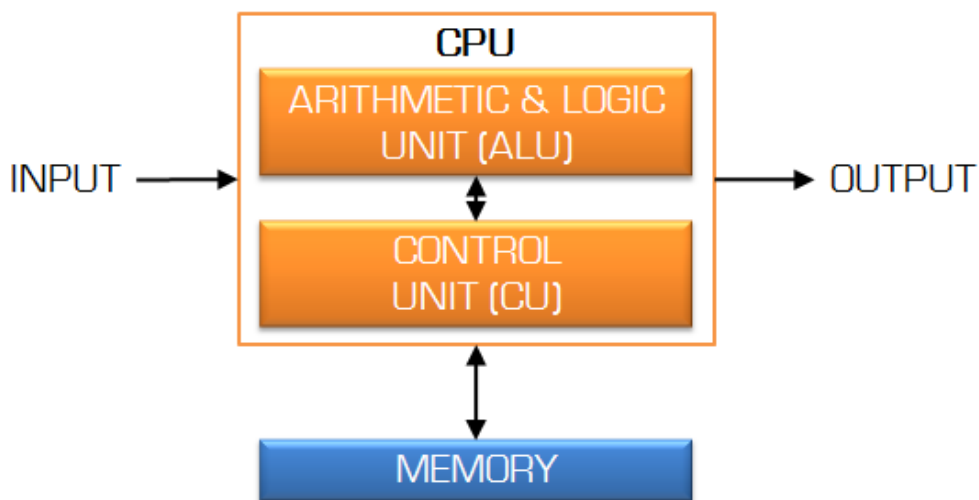 CPU
ARITHMETIC & LOGIC
UNIT (ALU)
INPUT
OUTPUT
CONTROL
UNIT (CU)
MEMORY